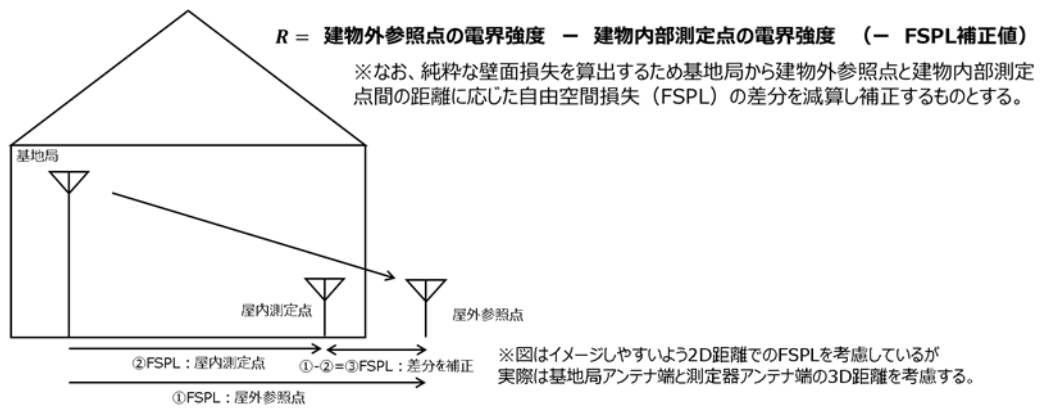 R = 建物外参照点の電界強度 － 建物内部測定点の電界強度 （－ FSPL補正値）
※なお、純粋な壁面損失を算出するため基地局から建物外参照点と建物内部測定
点間の距離に応じた自由空間損失（FSPL）の差分を減算し補正するものとする。
基地局
屋内測定点
屋外参照点
②FSPL：屋内測定点
①-②=③FSPL：差分を補正
①FSPL：屋外参照点
※図はイメージしやすいよう2D距離でのFSPLを考慮しているが
実際は基地局アンテナ端と測定器アンテナ端の3D距離を考慮する。